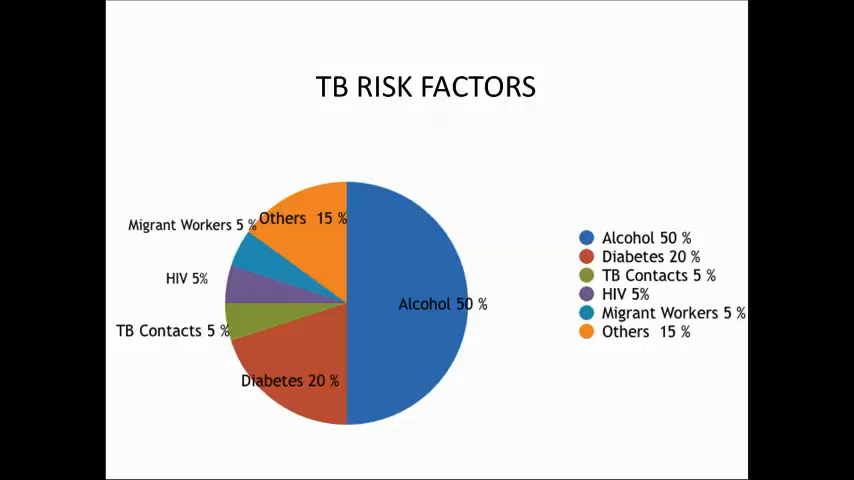 TB RISK FACTORS
Migrant Workers 5 %
Others  15 %
HIV 5%
Alcohol 50 %
TB Contacts 5 %
Diabetes 20 %
Alcohol 50 %
Diabetes 20 %
TB Contacts 5 %
HIV 5%
Migrant Workers 5 %
Others  15 %